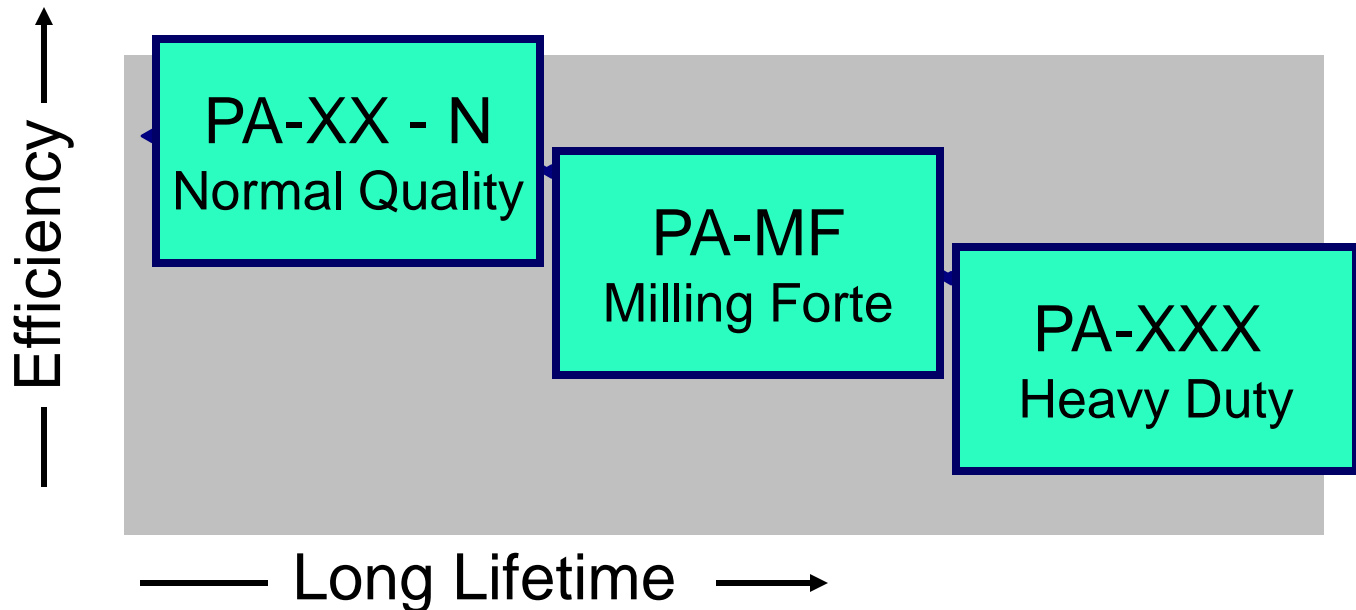 Efficiency
PA-XX - N
Normal Quality
PA-MF
Milling Forte
PA-XXX
Heavy Duty
Long Lifetime